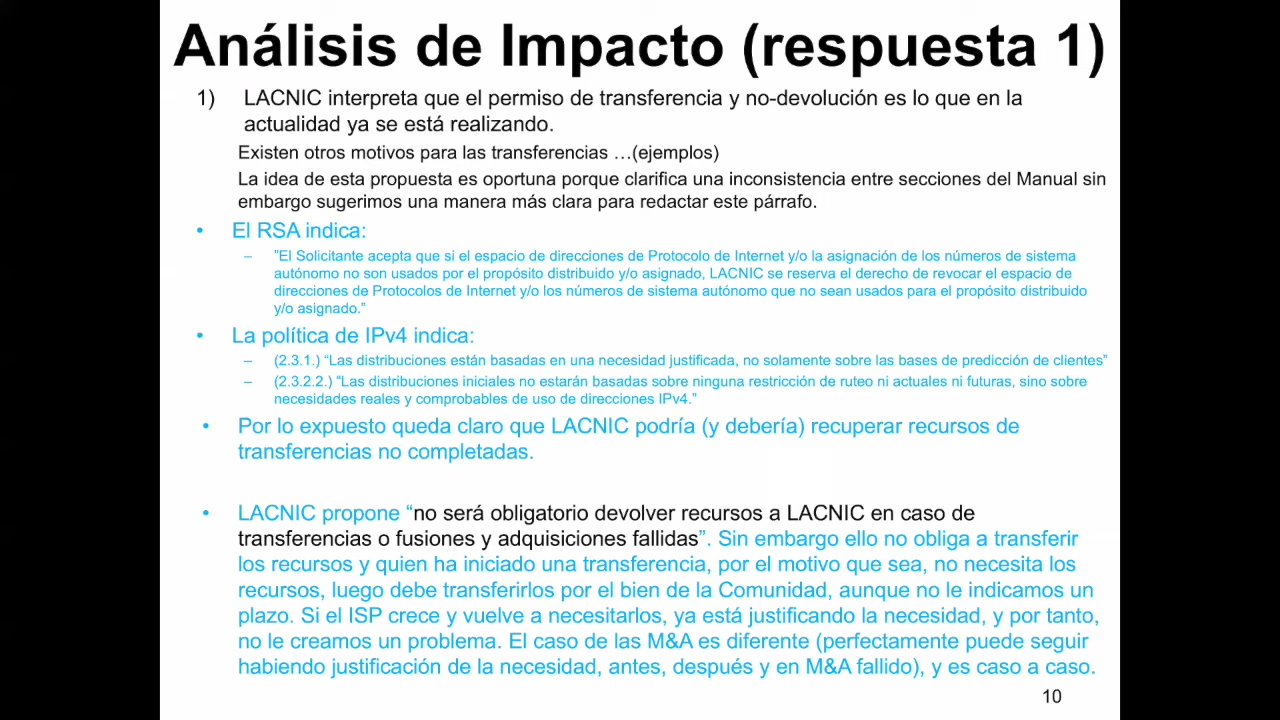 Análisis de Impacto (respuesta 1)
1) LACNIC interpreta que el permiso de transferencia y no-devolución es lo que en la
actualidad ya se está realizando.
Existen otros motivos para las transferencias …(ejemplos)
La idea de esta propuesta es oportuna porque clarifica una inconsistencia entre secciones del Manual sin
embargo sugerimos una manera más clara para redactar este párrafo.
• El RSA indica:
– ”El Solicitante acepta que si el espacio de direcciones de Protocolo de Internet y/o la asignación de los números de sistema
autónomo no son usados por el propósito distribuido y/o asignado, LACNIC se reserva el derecho de revocar el espacio de
direcciones de Protocolos de Internet y/o los números de sistema autónomo que no sean usados para el propósito distribuido
y/o asignado.”
• La política de IPv4 indica:
– (2.3.1.) “Las distribuciones están basadas en una necesidad justificada, no solamente sobre las bases de predicción de clientes”
– (2.3.2.2.) “Las distribuciones iniciales no estarán basadas sobre ninguna restricción de ruteo ni actuales ni futuras, sino sobre
necesidades reales y comprobables de uso de direcciones IPv4.”
• Por lo expuesto queda claro que LACNIC podría (y debería) recuperar recursos de
transferencias no completadas.
• LACNIC propone “no será obligatorio devolver recursos a LACNIC en caso de
transferencias o fusiones y adquisiciones fallidas”. Sin embargo ello no obliga a transferir
los recursos y quien ha iniciado una transferencia, por el motivo que sea, no necesita los
recursos, luego debe transferirlos por el bien de la Comunidad, aunque no le indicamos un
plazo. Si el ISP crece y vuelve a necesitarlos, ya está justificando la necesidad, y por tanto,
no le creamos un problema. El caso de las M&A es diferente (perfectamente puede seguir
habiendo justificación de la necesidad, antes, después y en M&A fallido), y es caso a caso.
10